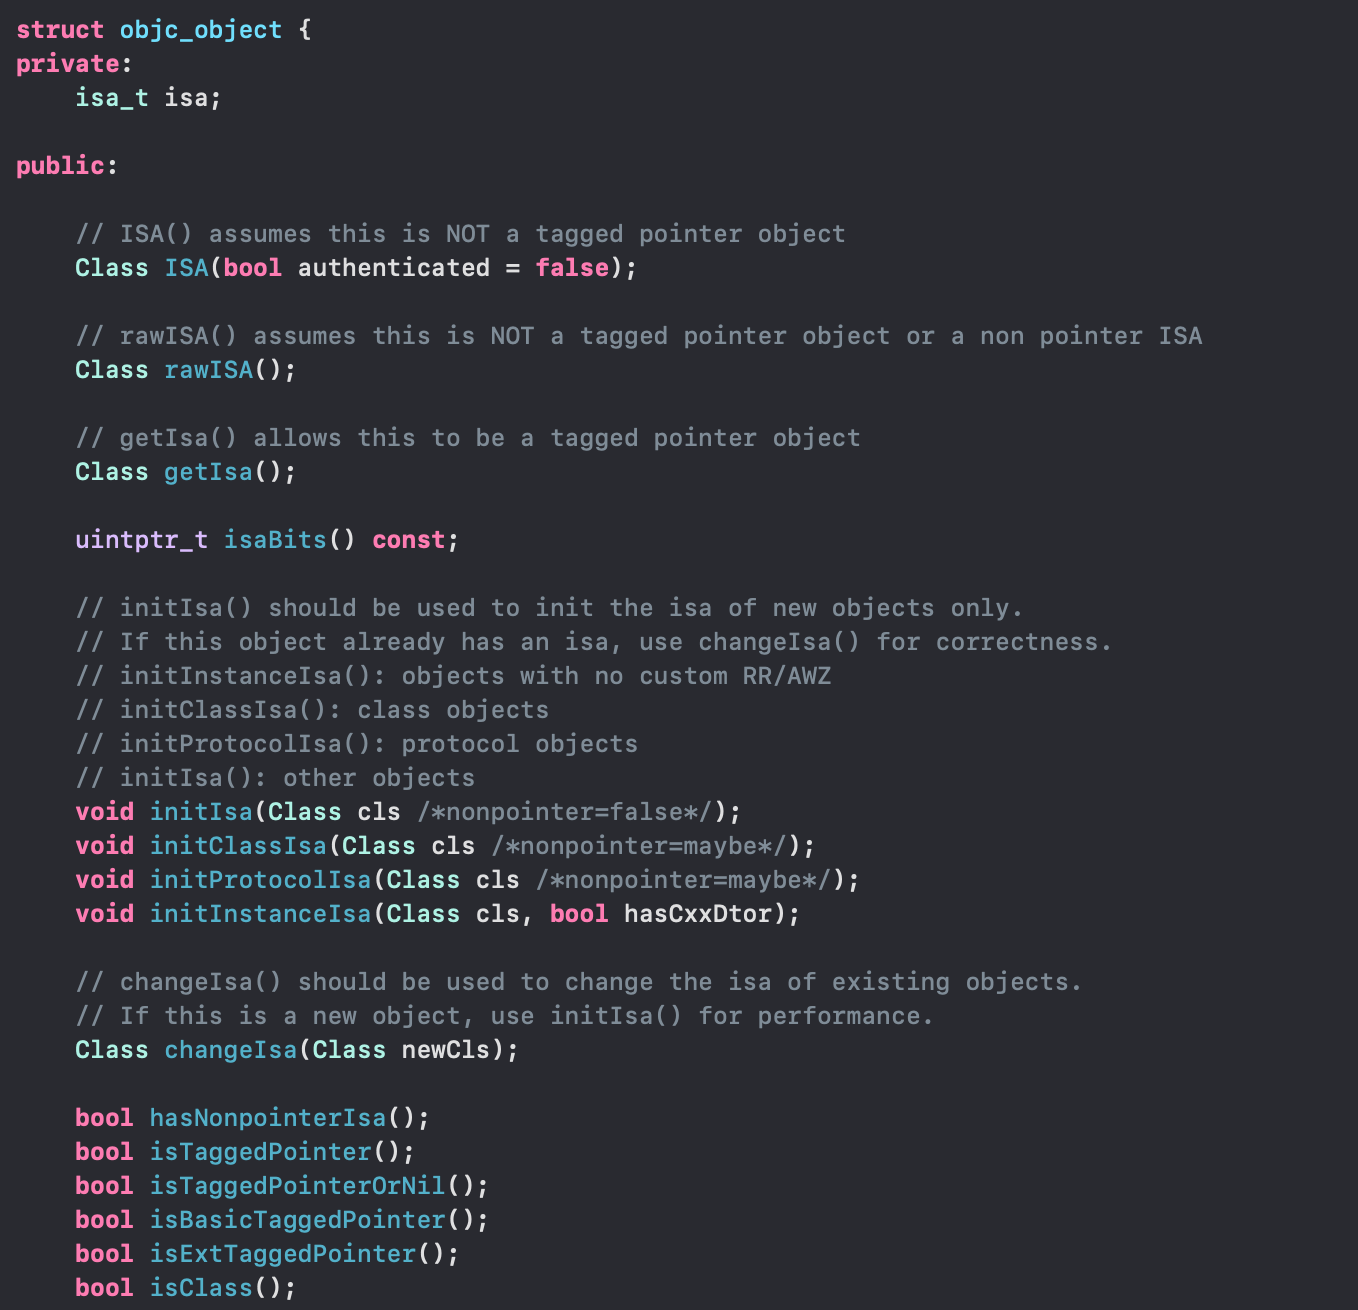 struct objc_object {
private:
    isa_t isa;

public:

    // ISA() assumes this is NOT a tagged pointer object
    Class ISA(bool authenticated = false);

    // rawISA() assumes this is NOT a tagged pointer object or a non pointer ISA
    Class rawISA();

    // getIsa() allows this to be a tagged pointer object
    Class getIsa();

    uintptr_t isaBits() const;

    // initIsa() should be used to init the isa of new objects only.
    // If this object already has an isa, use changeIsa() for correctness.
    // initInstanceIsa(): objects with no custom RR/AWZ
    // initClassIsa(): class objects
    // initProtocolIsa(): protocol objects
    // initIsa(): other objects
    void initIsa(Class cls /*nonpointer=false*/);
    void initClassIsa(Class cls /*nonpointer=maybe*/);
    void initProtocolIsa(Class cls /*nonpointer=maybe*/);
    void initInstanceIsa(Class cls, bool hasCxxDtor);

    // changeIsa() should be used to change the isa of existing objects.
    // If this is a new object, use initIsa() for performance.
    Class changeIsa(Class newCls);

    bool hasNonpointerIsa();
    bool isTaggedPointer();
    bool isTaggedPointerOrNil();
    bool isBasicTaggedPointer();
    bool isExtTaggedPointer();
    bool isClass();